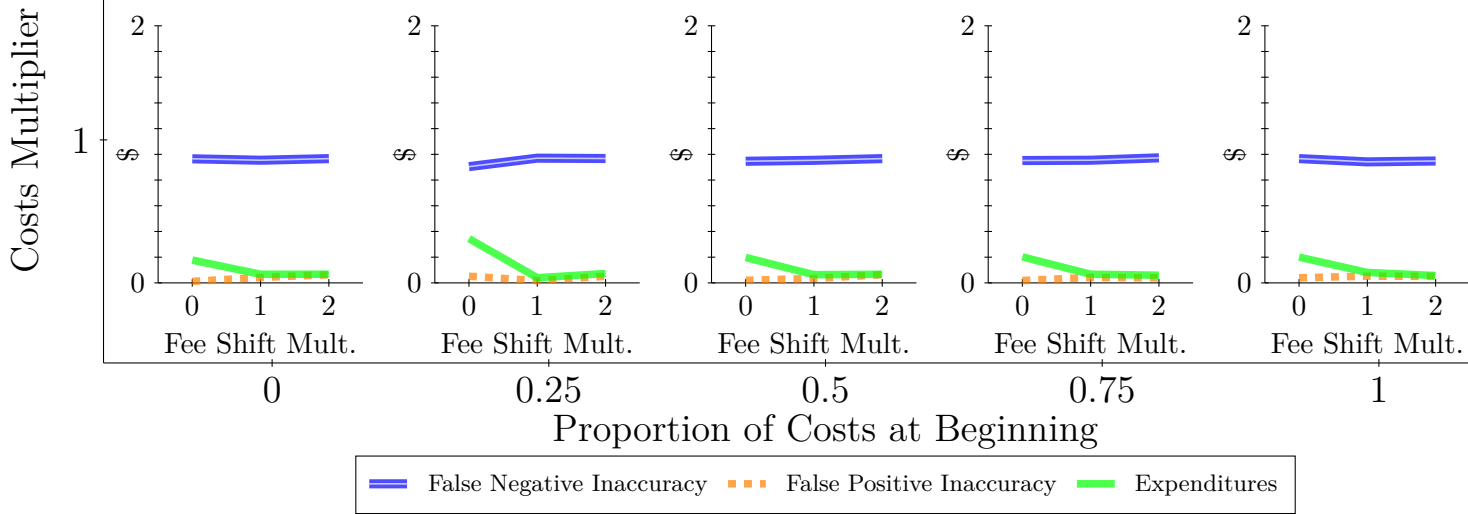 Costs Multiplier
1
2 2 2 2 2
$ $ $ $ $
0 0 0 0 0
0 1 2 0 1 2 0 1 2 0 1 2 0 1 2
Fee Shift Mult. Fee Shift Mult. Fee Shift Mult. Fee Shift Mult. Fee Shift Mult.
0 0.25 0.5 0.75 1
Proportion of Costs at Beginning
False Negative Inaccuracy False Positive Inaccuracy Expenditures